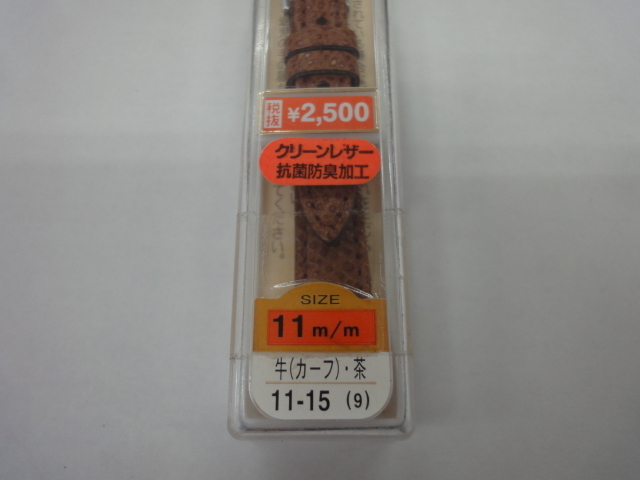 税抜 ¥2,500
クリーンレザー
抗菌防臭加工
SIZE
11 m/m
牛(カーフ)・茶
11-15 (9)